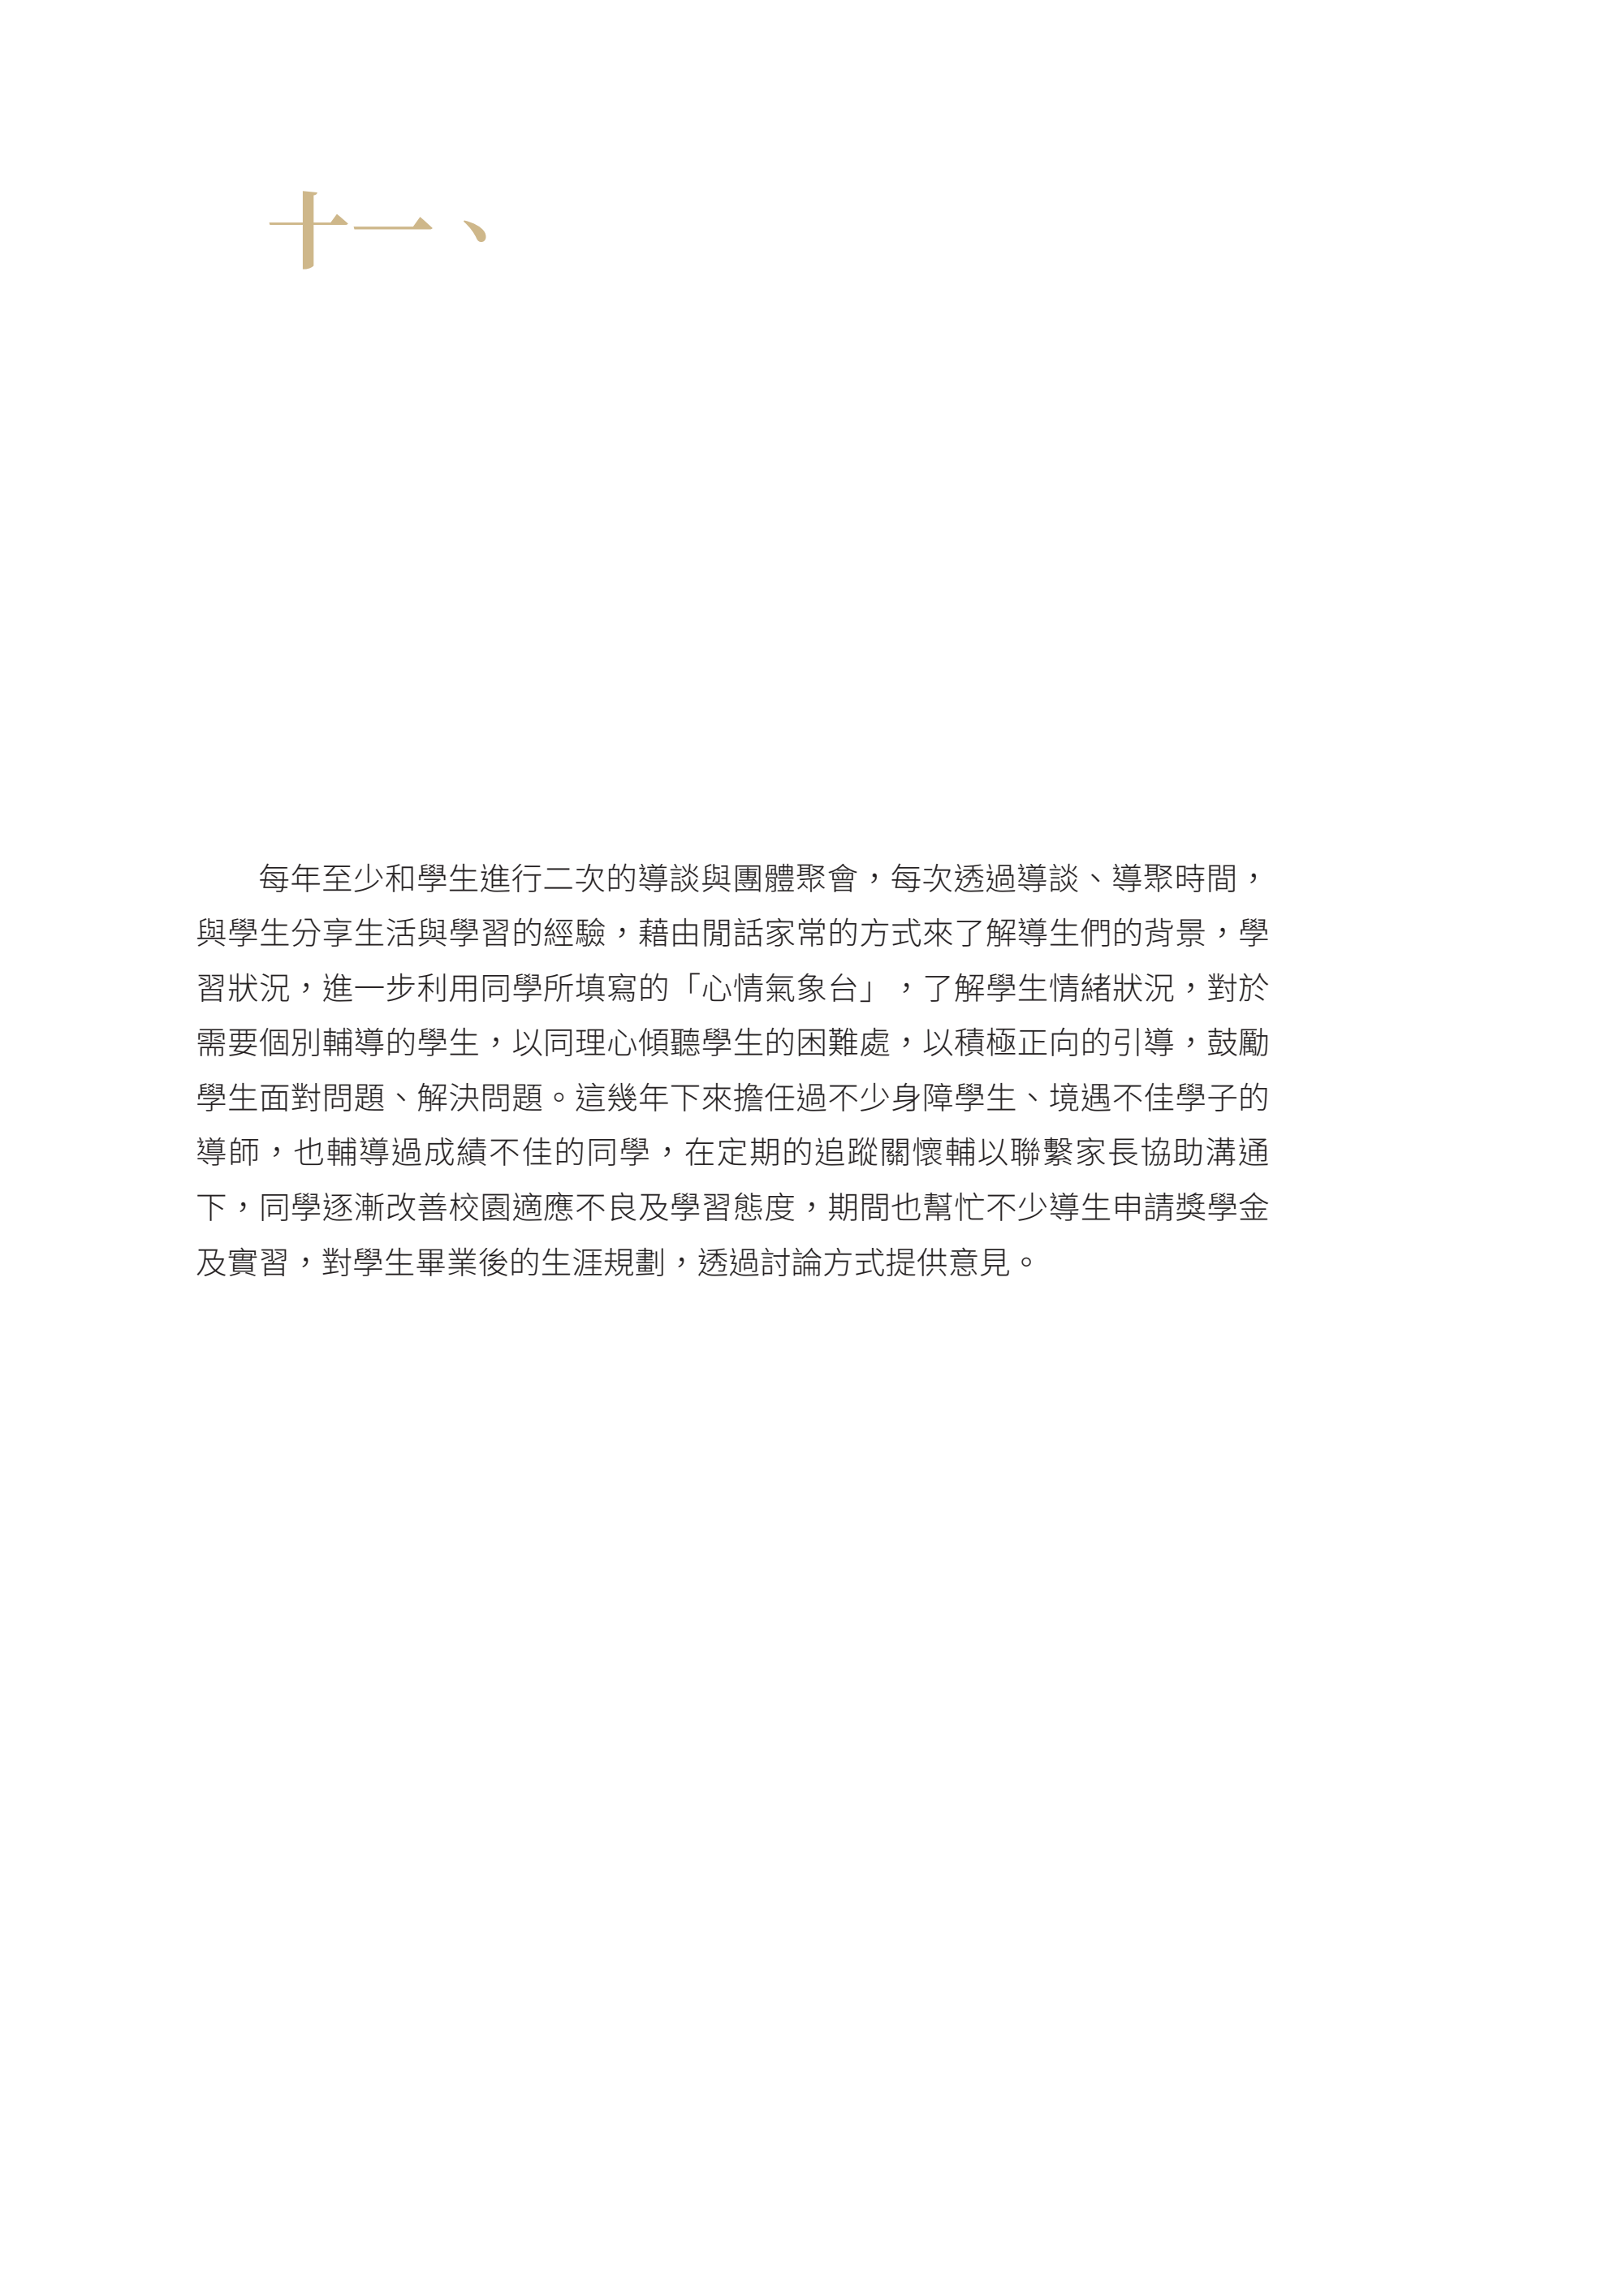 十一、
每年至少和學生進行二次的導談與團體聚會，每次透過導談、導聚時間，
與學生分享生活與學習的經驗，藉由閒話家常的方式來了解導生們的背景，學
習狀況，進一步利用同學所填寫的「心情氣象台」，了解學生情緒狀況，對於
需要個別輔導的學生，以同理心傾聽學生的困難處，以積極正向的引導，鼓勵
學生面對問題、解決問題。這幾年下來擔任過不少身障學生、境遇不佳學子的
導師，也輔導過成績不佳的同學，在定期的追蹤關懷輔以聯繫家長協助溝通
下，同學逐漸改善校園適應不良及學習態度，期間也幫忙不少導生申請獎學金
及實習，對學生畢業後的生涯規劃，透過討論方式提供意見。